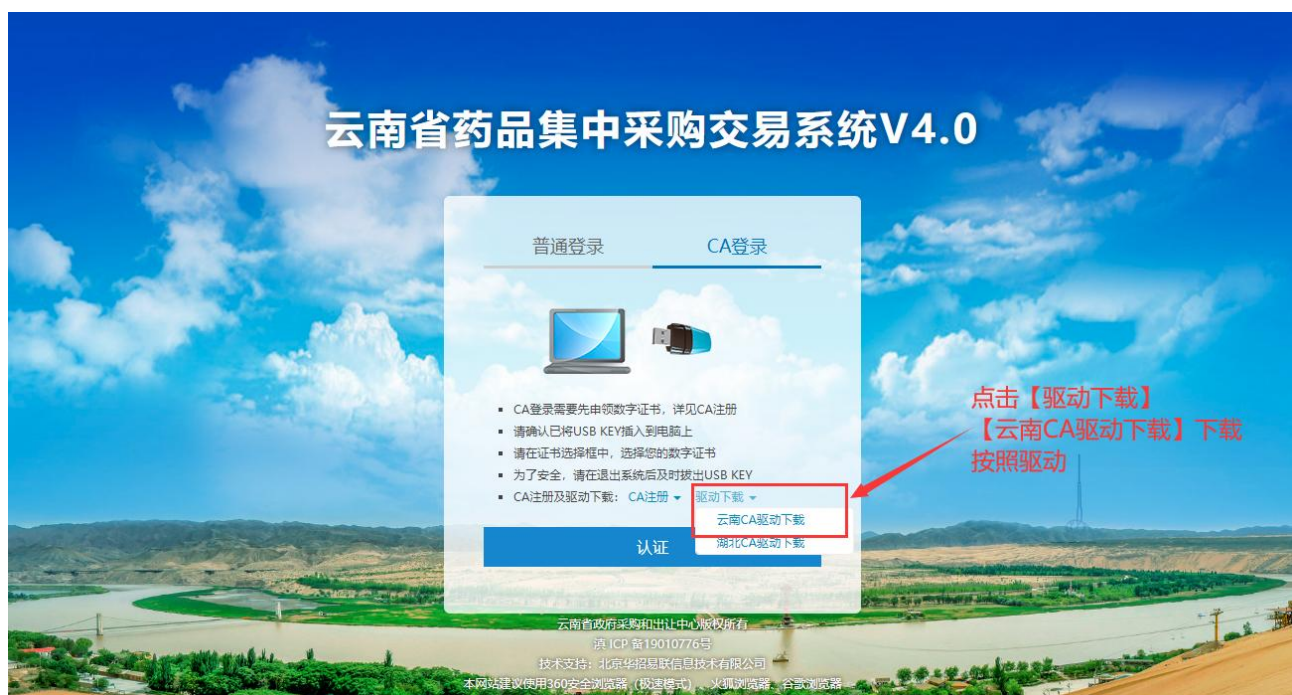 云南省药品集中采购交易系统V4.0
普通登录 CA登录
CA登录需要先申领数字证书，详见CA注册
请确认已将USB KEY插入到电脑上
请在证书选择框中，选择您的数字证书
为了安全，请在退出系统后及时拔出USB KEY
CA注册及驱动下载： CA注册 驱动下载
云南CA驱动下载
湖北CA驱动下载
认证
点击【驱动下载】
【云南CA驱动下载】下载
按照驱动
云南省政府采购和出让中心版权所有
滇 ICP 备19010776号
技术支持：北京华招易联信息技术有限公司
本网站建议使用360安全浏览器（极速模式）、火狐浏览器、谷歌浏览器